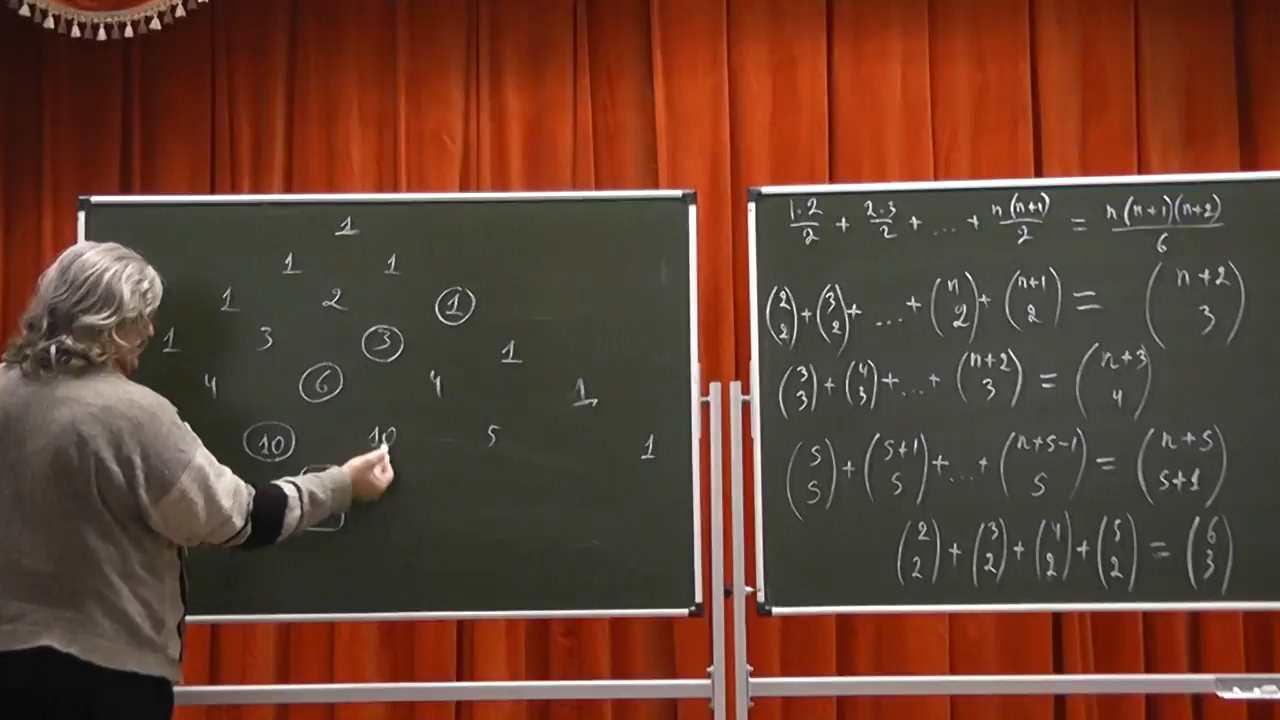 1
1 1
1 2 1
1 3 3 1
4 6 4 1
10 10 5 1
1·2/2 + 2·3/2 + ... + n(n+1)/2 = n(n+1)(n+2)/6
(2 2) + (3 2) + ... + (n 2) + (n+1 2) = (n+2 3)
(3 3) + (4 3) + ... + (n+2 3) = (n+3 4)
(s s) + (s+1 s) + ... + (n+s-1 s) = (n+s s+1)
(2 2) + (3 2) + (4 2) + (5 2) = (6 3)